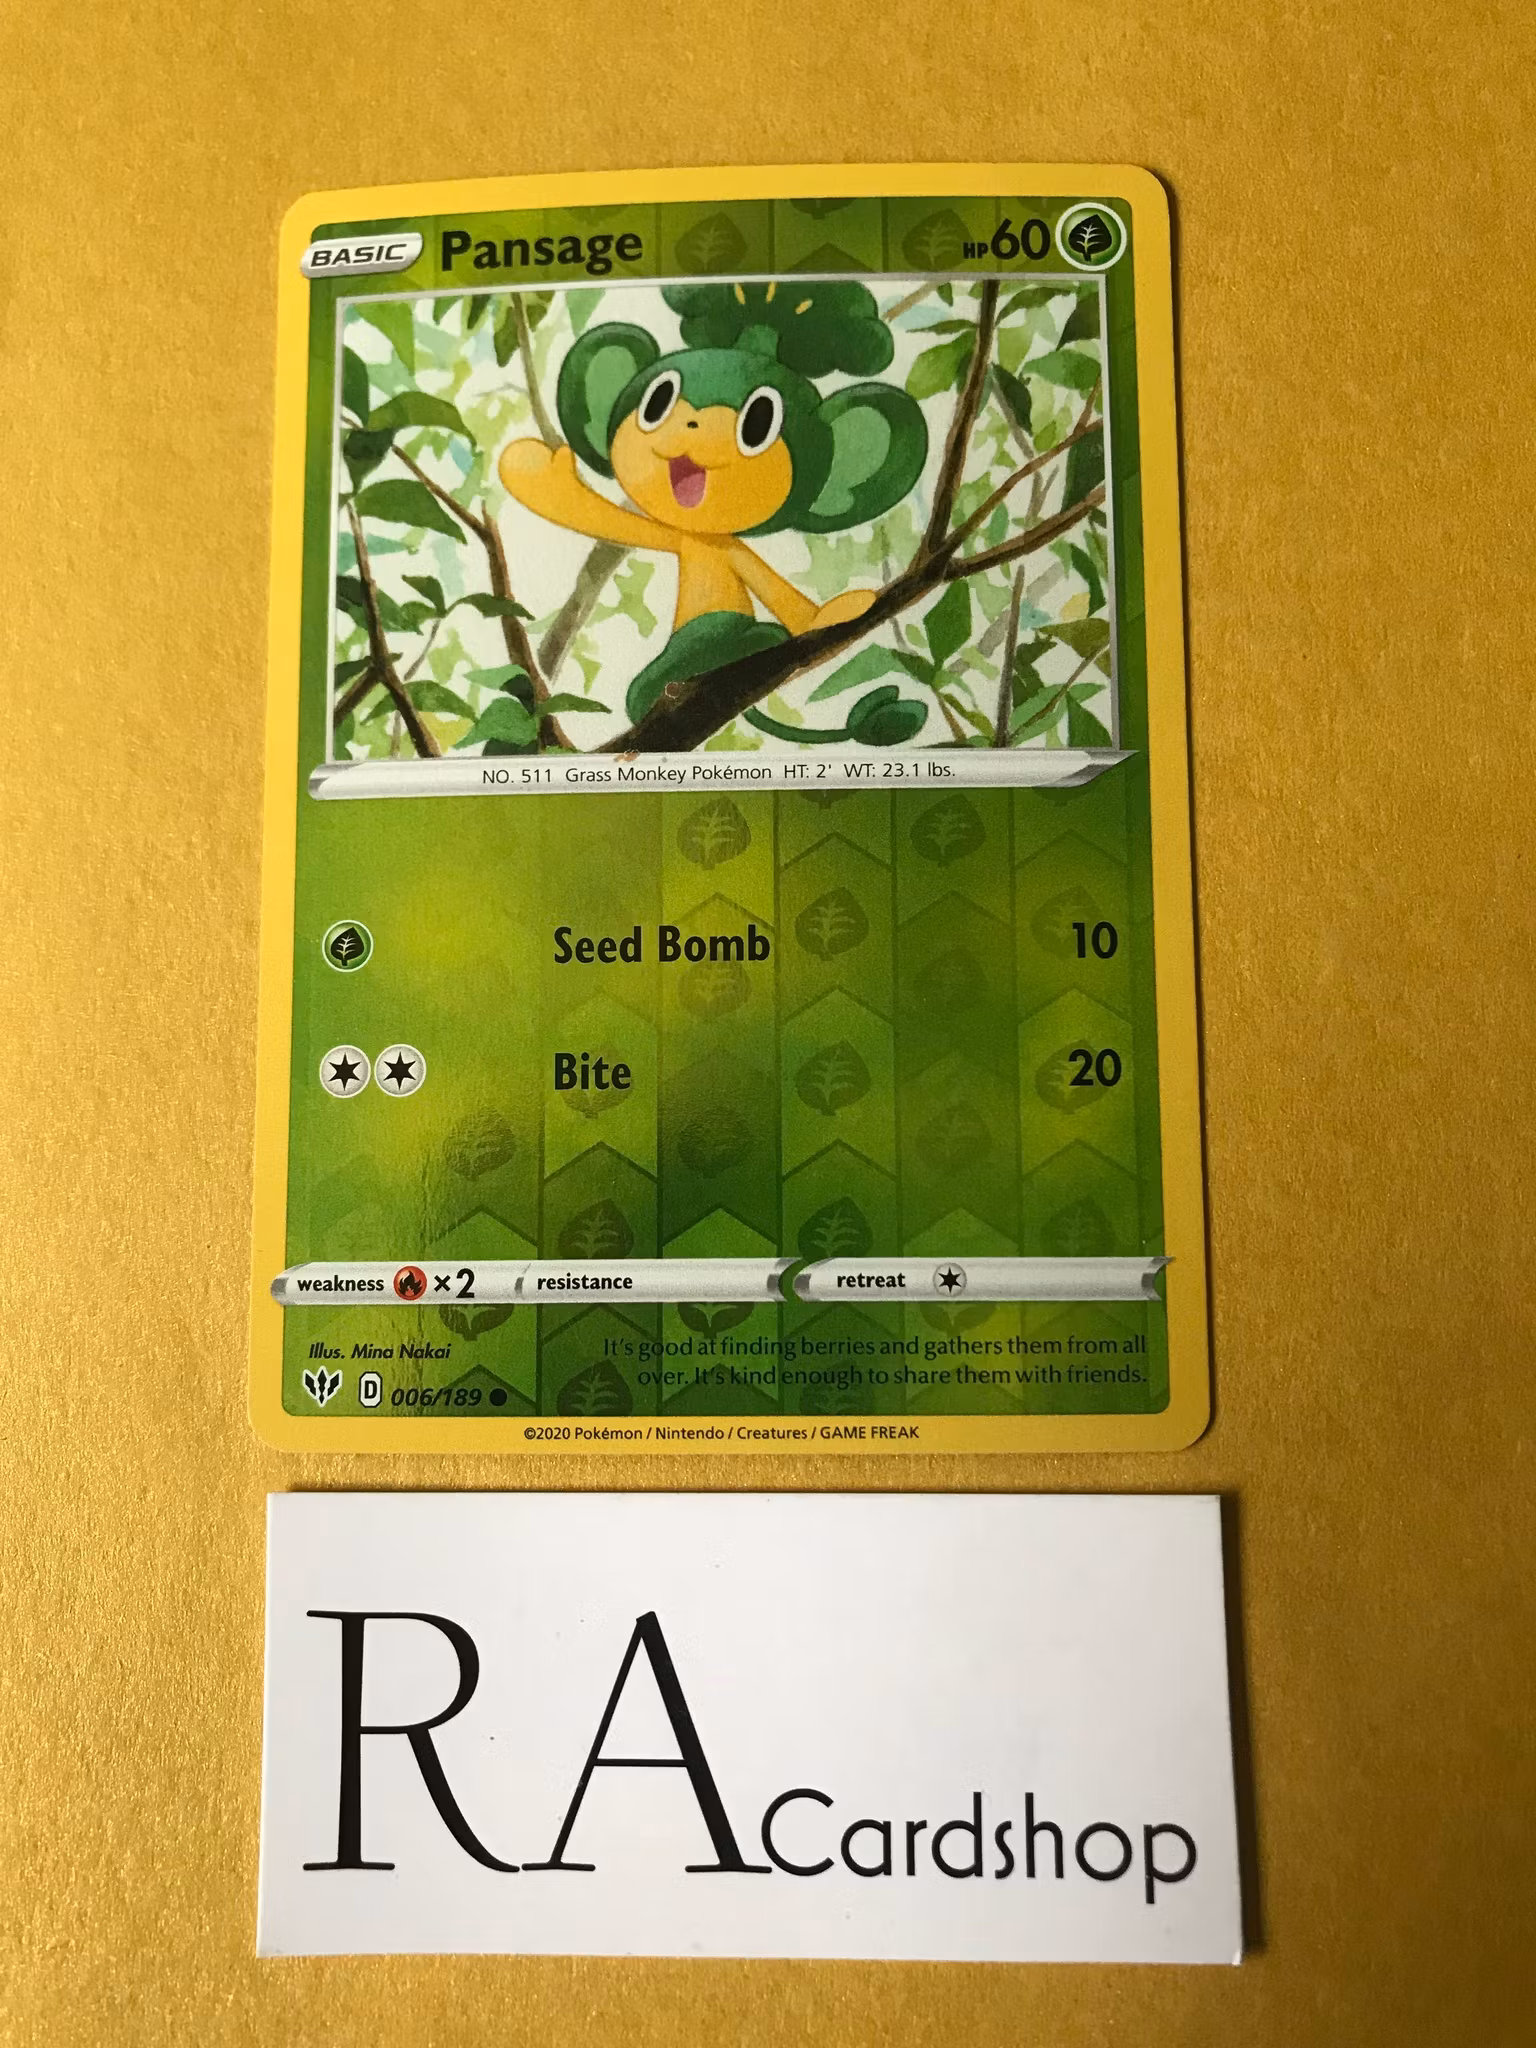 BASIC Pansage HP 60
NO. 511 Grass Monkey Pokémon HT: 2' WT: 23.1 lbs.
Seed Bomb 10
Bite 20
weakness ×2 resistance retreat
Illus. Mina Nakai
It's good at finding berries and gathers them from all
over. It's kind enough to share them with friends.
D 006/189
©2020 Pokémon / Nintendo / Creatures / GAME FREAK
RA Cardshop